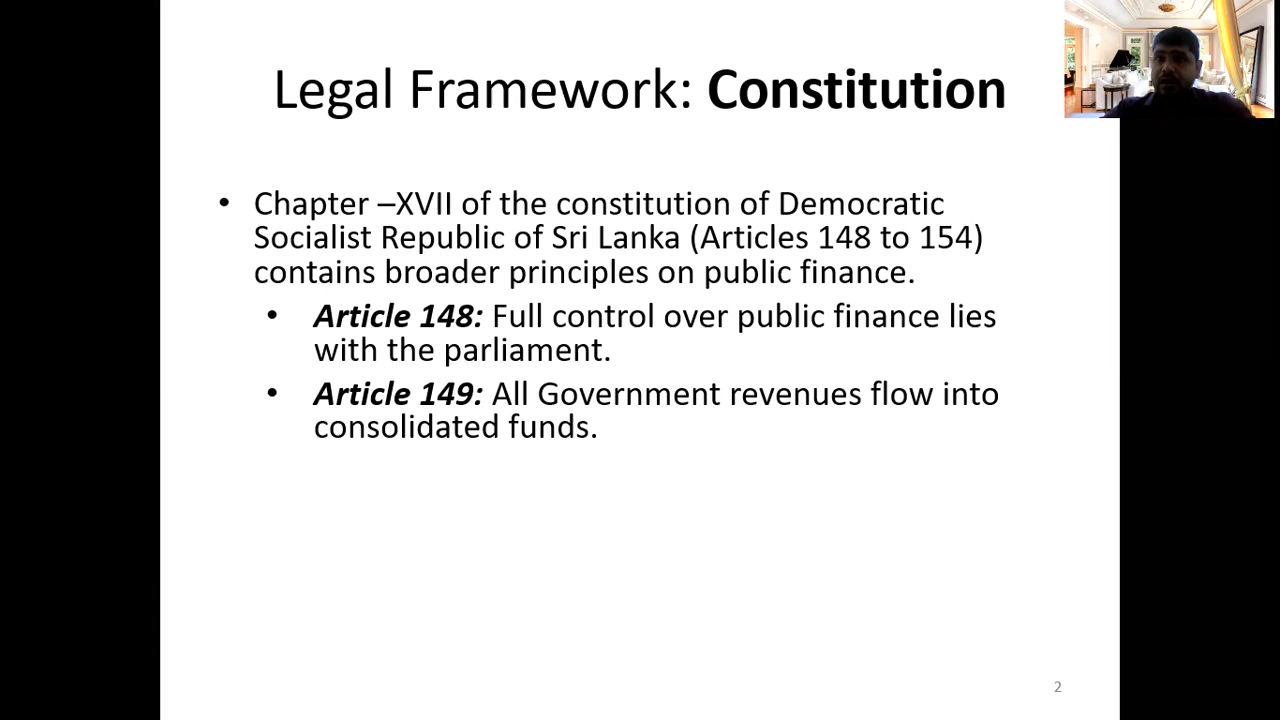 Legal Framework: Constitution
• Chapter –XVII of the constitution of Democratic
Socialist Republic of Sri Lanka (Articles 148 to 154)
contains broader principles on public finance.
• Article 148: Full control over public finance lies
with the parliament.
• Article 149: All Government revenues flow into
consolidated funds.
2